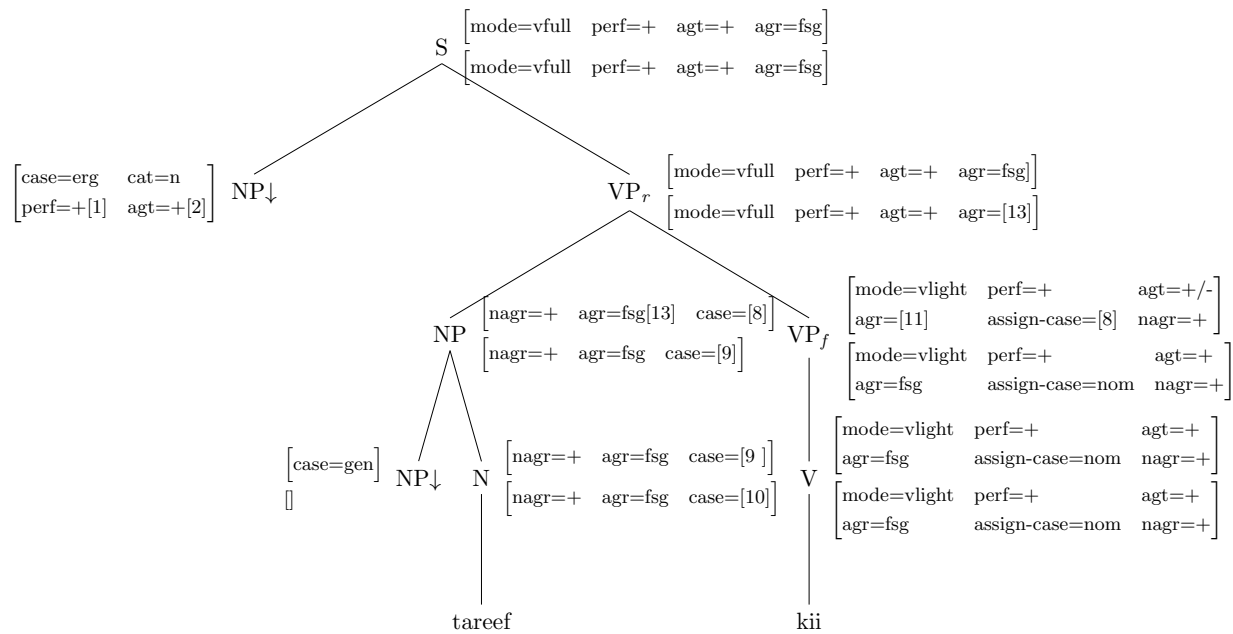 [mode=vfull perf=+ agt=+ agr=fsg]
S
[mode=vfull perf=+ agt=+ agr=fsg]
[case=erg cat=n
perf=+[1] agt=+[2]]
NP↓
[mode=vfull perf=+ agt=+ agr=fsg]]
VPr
[mode=vfull perf=+ agt=+ agr=[13]]
[nagr=+ agr=fsg[13] case=[8]]
NP
[nagr=+ agr=fsg case=[9]]
[mode=vlight perf=+ agt=+/-
agr=[11] assign-case=[8] nagr=+]
VPf
[mode=vlight perf=+ agt=+
agr=fsg assign-case=nom nagr=+]
[case=gen]
NP↓
[]
[nagr=+ agr=fsg case=[9 ]]
N
[nagr=+ agr=fsg case=[10]]
[mode=vlight perf=+ agt=+
agr=fsg assign-case=nom nagr=+]
V
[mode=vlight perf=+ agt=+
agr=fsg assign-case=nom nagr=+]
tareef
kii